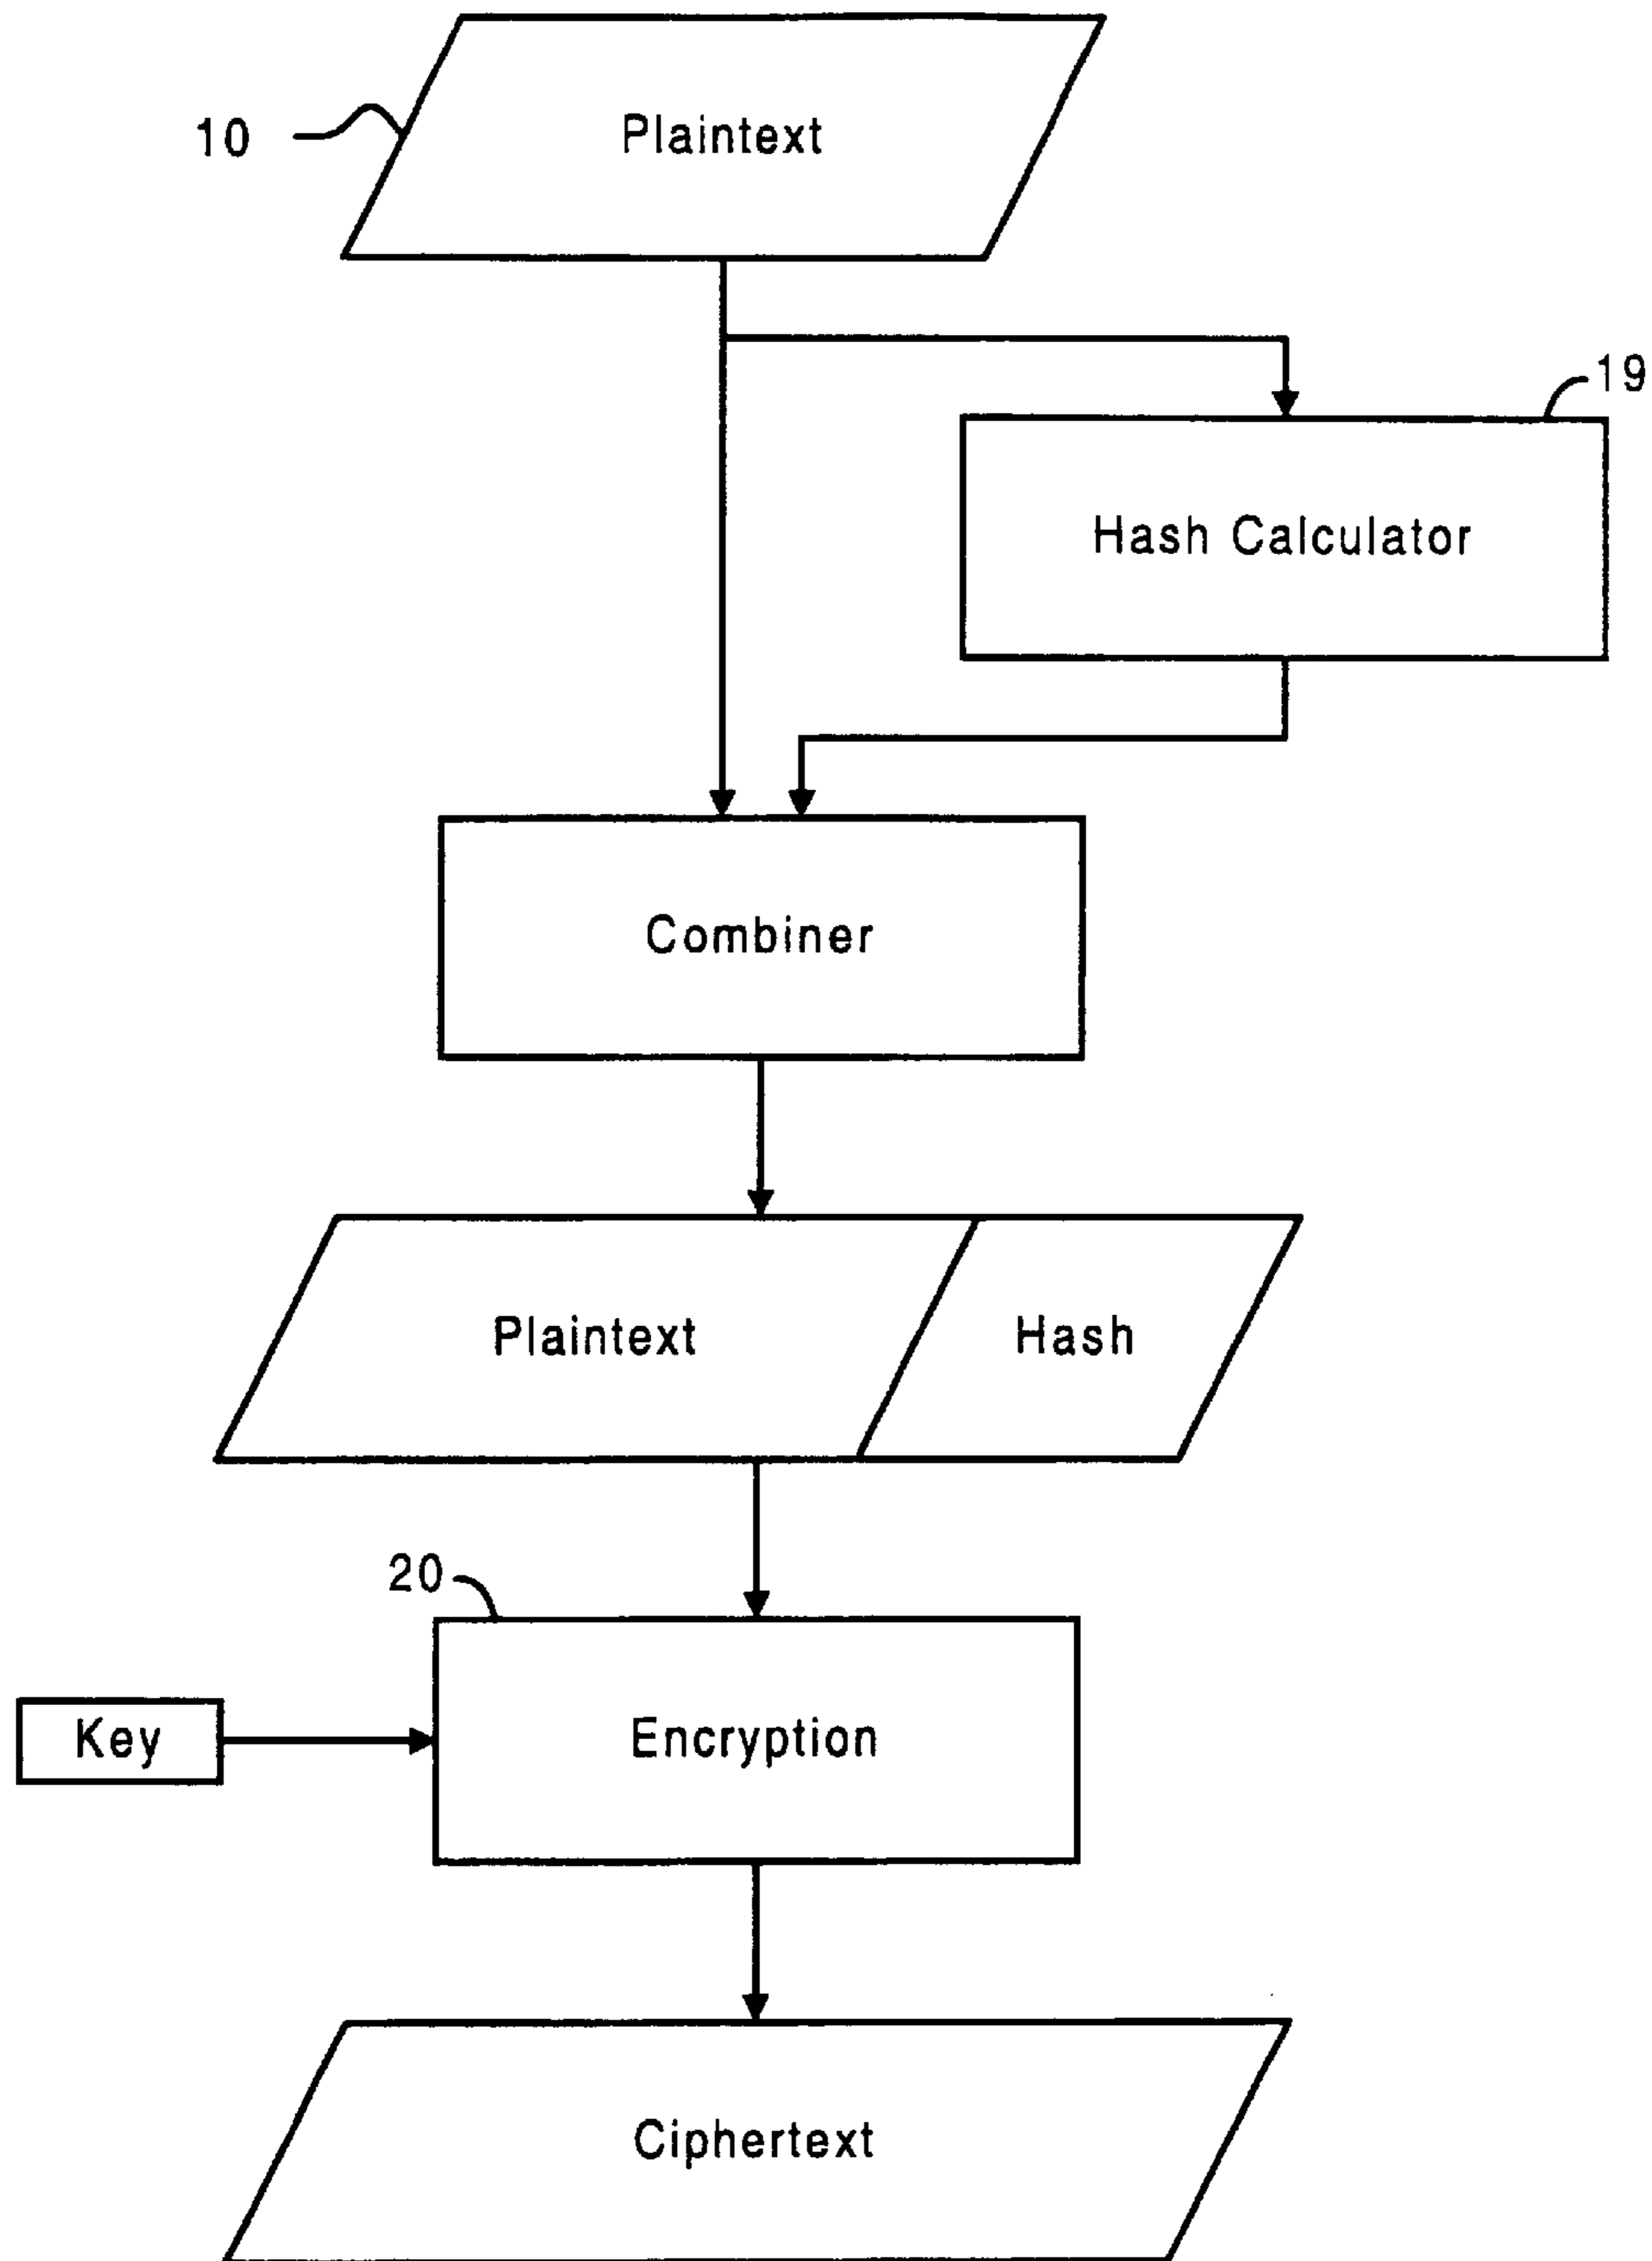 10
Plaintext
19
Hash Calculator
Combiner
Plaintext
Hash
20
Key
Encryption
Ciphertext